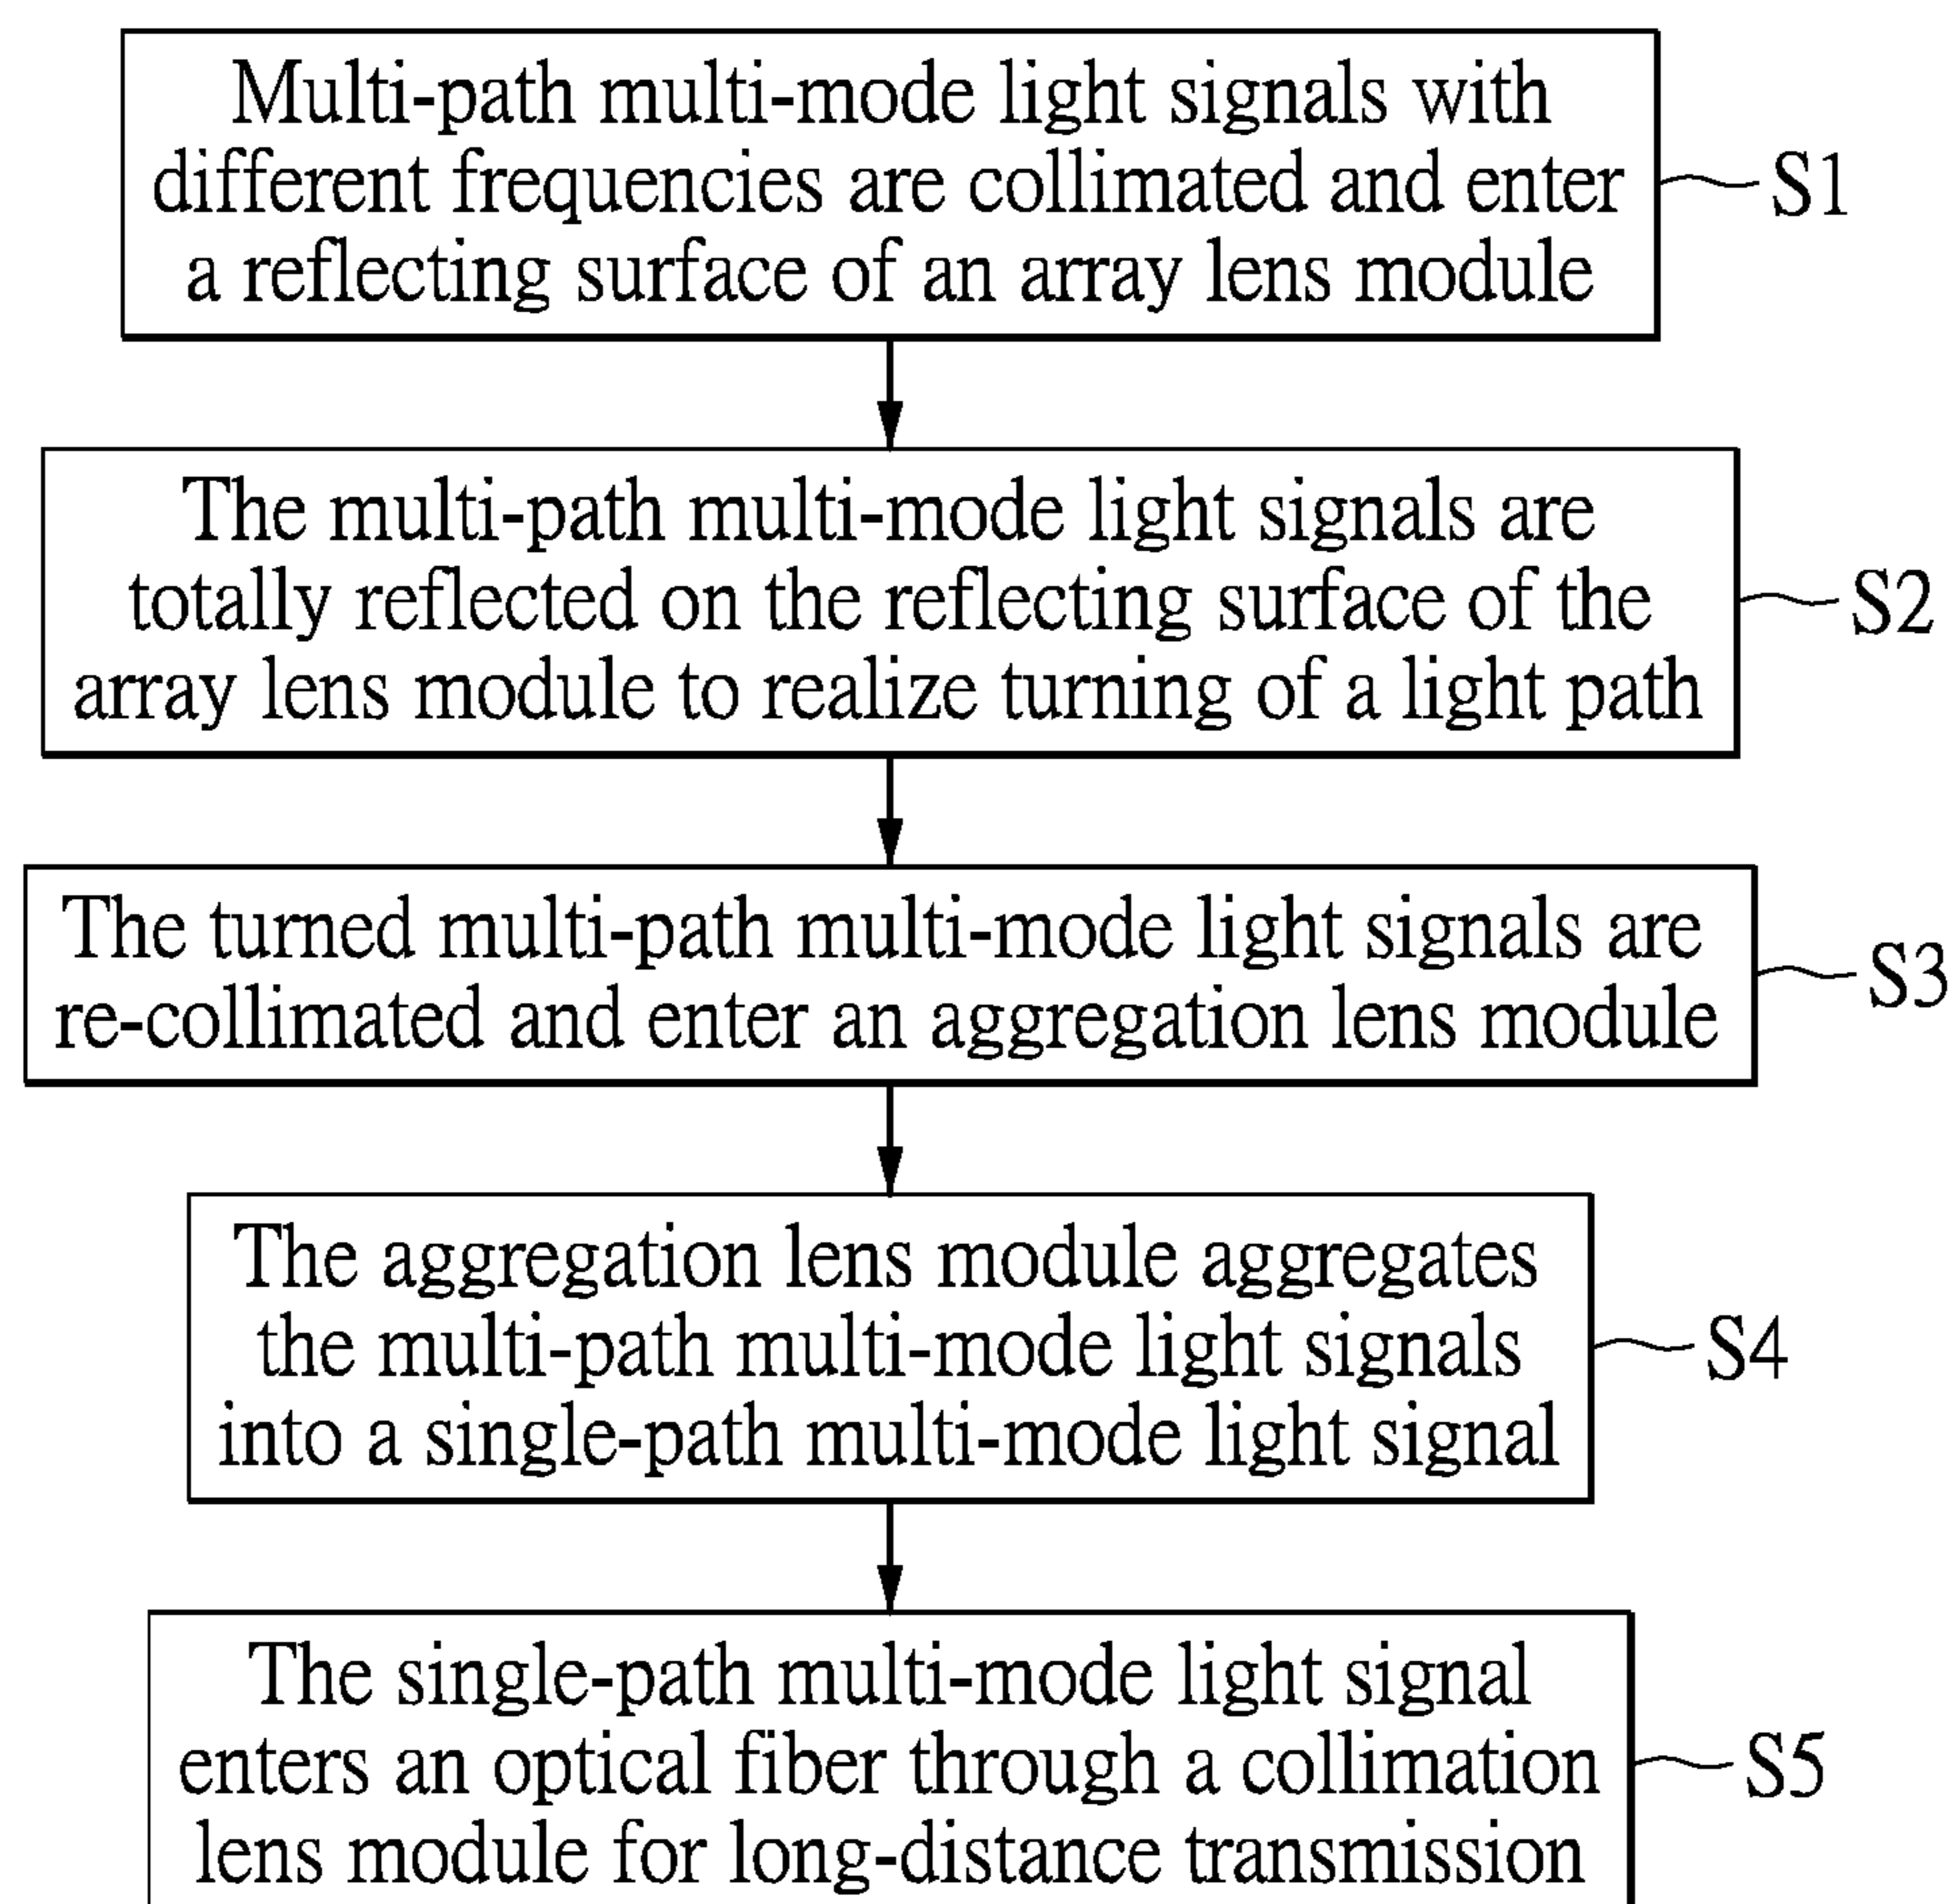 Multi-path multi-mode light signals with
different frequencies are collimated and enter
a reflecting surface of an array lens module
S1
The multi-path multi-mode light signals are
totally reflected on the reflecting surface of the
array lens module to realize turning of a light path
S2
The turned multi-path multi-mode light signals are
re-collimated and enter an aggregation lens module
S3
The aggregation lens module aggregates
the multi-path multi-mode light signals
into a single-path multi-mode light signal
S4
The single-path multi-mode light signal
enters an optical fiber through a collimation
lens module for long-distance transmission
S5